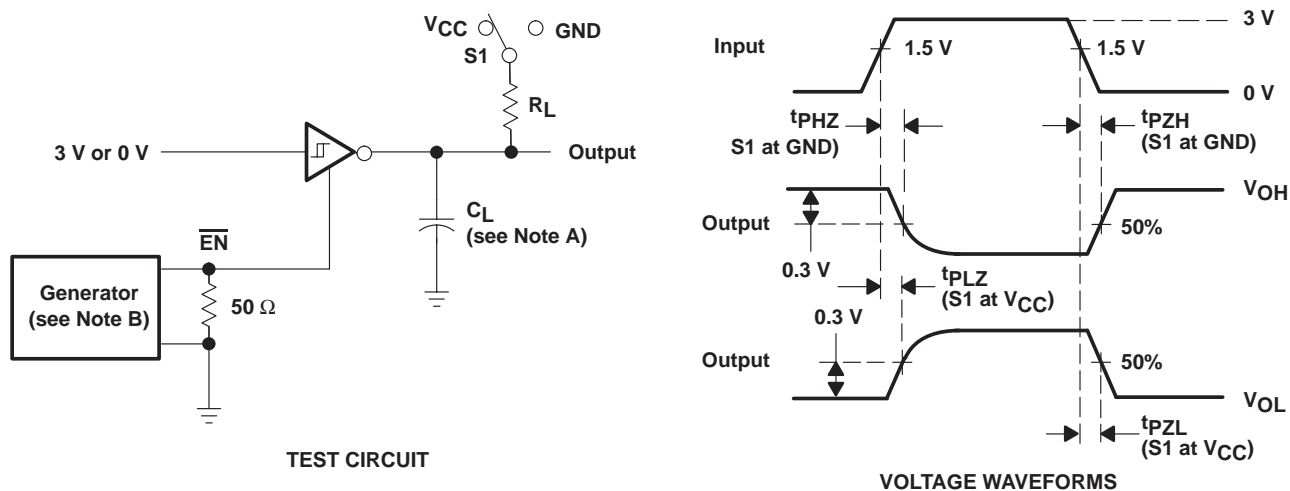 VCC
GND
S1
RL
3 V or 0 V
Output
CL
(see Note A)
EN
Generator
(see Note B)
50 Ω
TEST CIRCUIT
3 V
Input
1.5 V
1.5 V
0 V
tPHZ
S1 at GND)
tPZH
(S1 at GND)
VOH
Output
50%
0.3 V
tPLZ
(S1 at VCC)
0.3 V
Output
50%
VOL
tPZL
(S1 at VCC)
VOLTAGE WAVEFORMS